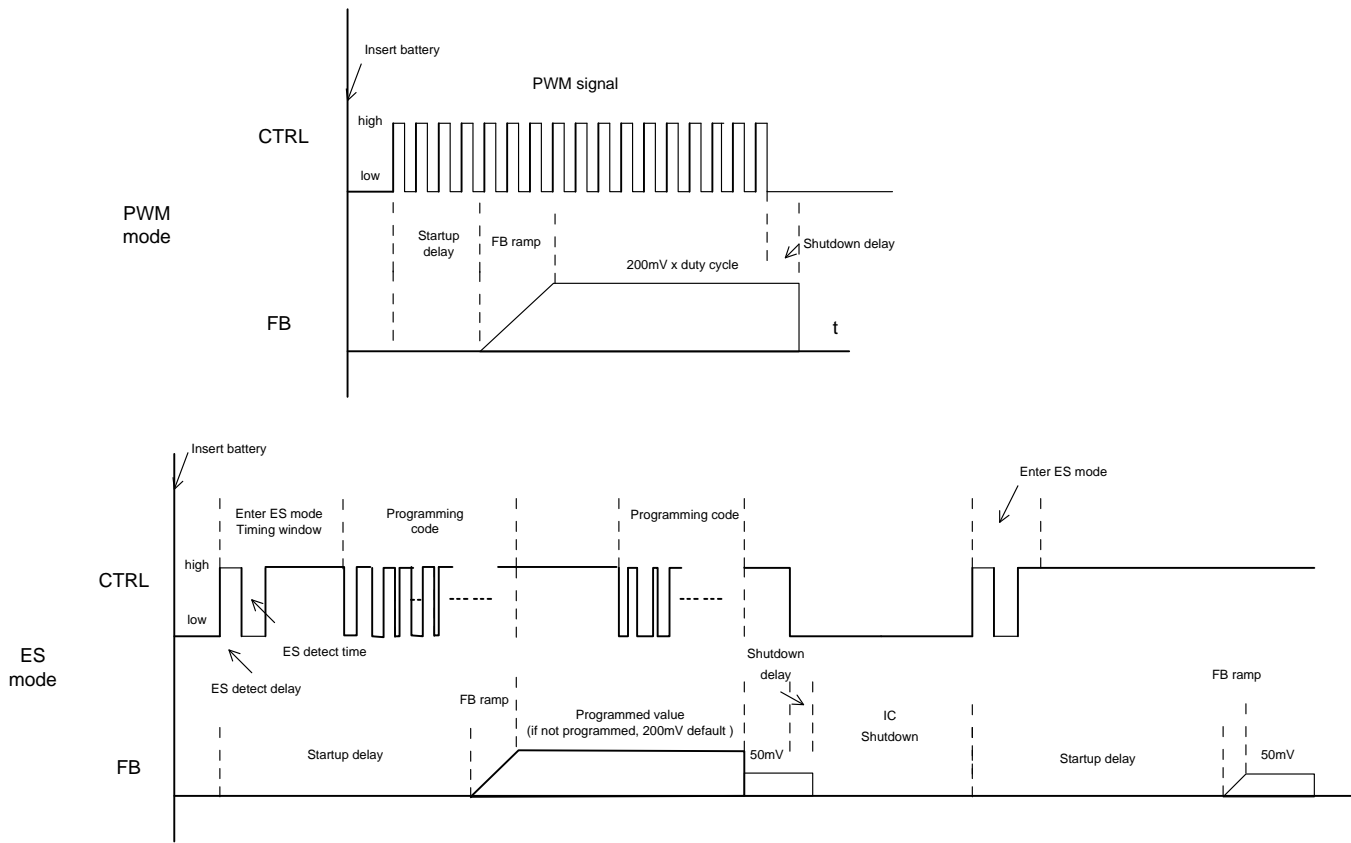 Insert battery
PWM signal
high
CTRL
low
PWM
mode
Startup
delay
FB ramp
Shutdown delay
200mV x duty cycle
FB
t
Insert battery
Enter ES mode
Enter ES mode
Timing window
Programming
code
Programming code
high
CTRL
low
ES detect time
ES
mode
ES detect delay
Shutdown
delay
FB ramp
FB ramp
Programmed value
(if not programmed, 200mV default )
IC
Shutdown
Startup delay
50mV
Startup delay
50mV
FB